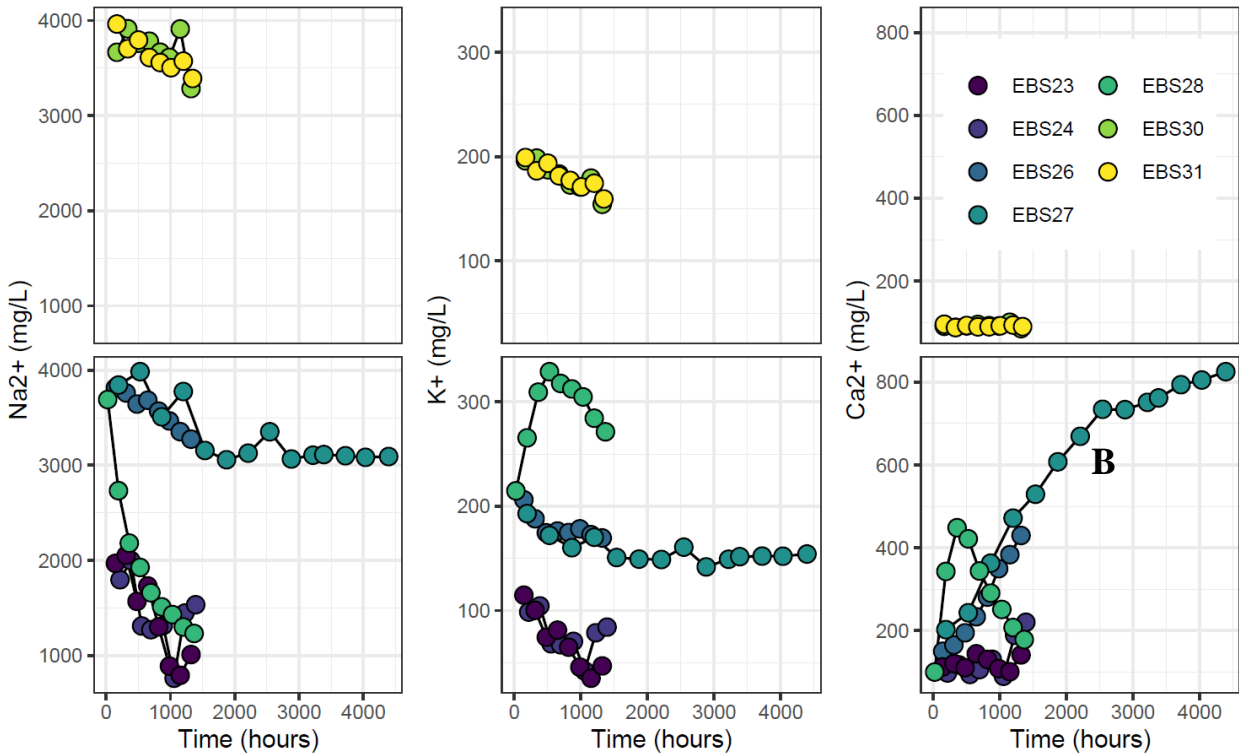 4000
3000
2000
1000
Na2+ (mg/L)
4000
3000
2000
1000
0 1000 2000 3000 4000
Time (hours)
300
200
100
K+ (mg/L)
300
200
100
0 1000 2000 3000 4000
Time (hours)
800
600
400
200
EBS23 EBS28
EBS24 EBS30
EBS26 EBS31
EBS27
Ca2+ (mg/L)
800
600
400
200
B
0 1000 2000 3000 4000
Time (hours)